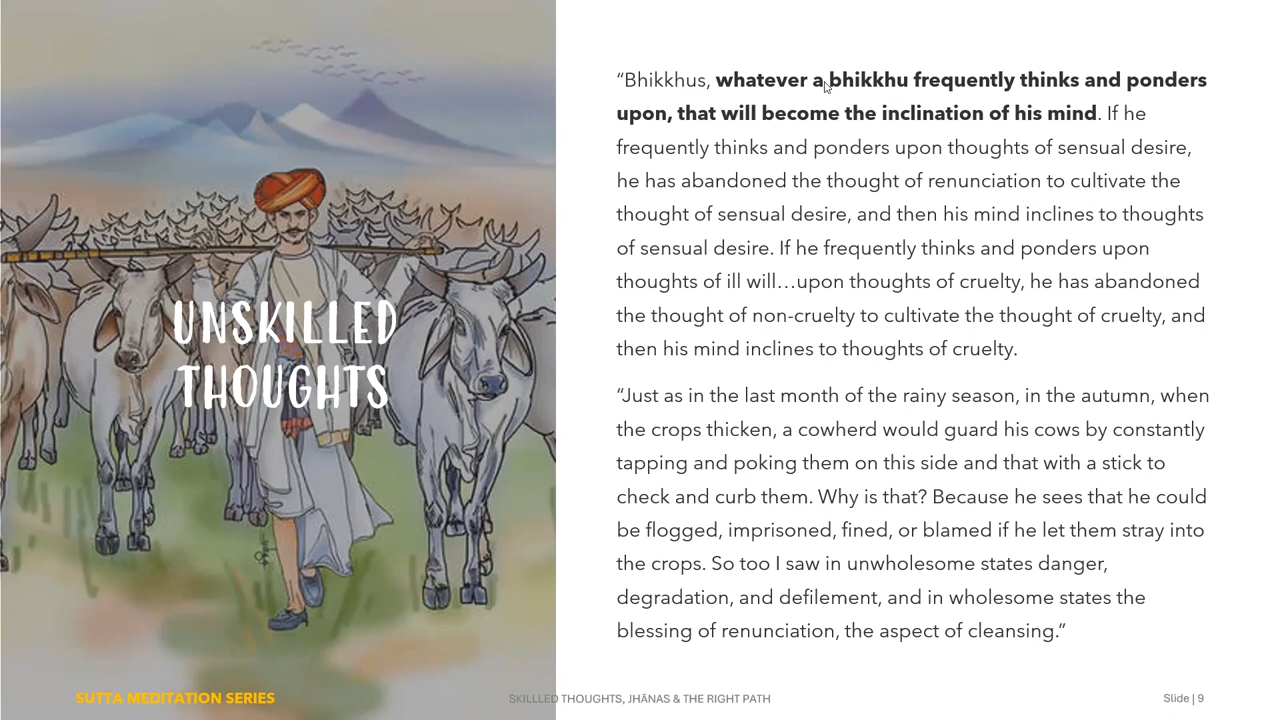 UNSKILLED
THOUGHTS
“Bhikkhus, whatever a bhikkhu frequently thinks and ponders
upon, that will become the inclination of his mind. If he
frequently thinks and ponders upon thoughts of sensual desire,
he has abandoned the thought of renunciation to cultivate the
thought of sensual desire, and then his mind inclines to thoughts
of sensual desire. If he frequently thinks and ponders upon
thoughts of ill will…upon thoughts of cruelty, he has abandoned
the thought of non-cruelty to cultivate the thought of cruelty, and
then his mind inclines to thoughts of cruelty.
“Just as in the last month of the rainy season, in the autumn, when
the crops thicken, a cowherd would guard his cows by constantly
tapping and poking them on this side and that with a stick to
check and curb them. Why is that? Because he sees that he could
be flogged, imprisoned, fined, or blamed if he let them stray into
the crops. So too I saw in unwholesome states danger,
degradation, and defilement, and in wholesome states the
blessing of renunciation, the aspect of cleansing.”
SUTTA MEDITATION SERIES
SKILLLED THOUGHTS, JHĀNAS & THE RIGHT PATH
Slide | 9